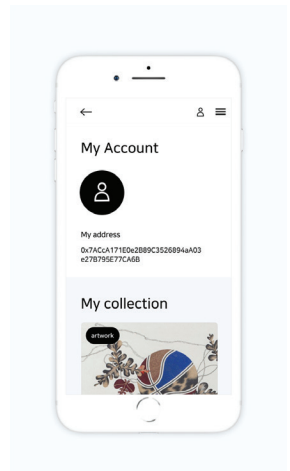 My Account
My address
0x7ACcA171E0e2B89C3526894aA03
e27B795E77CA6B
My collection
artwork